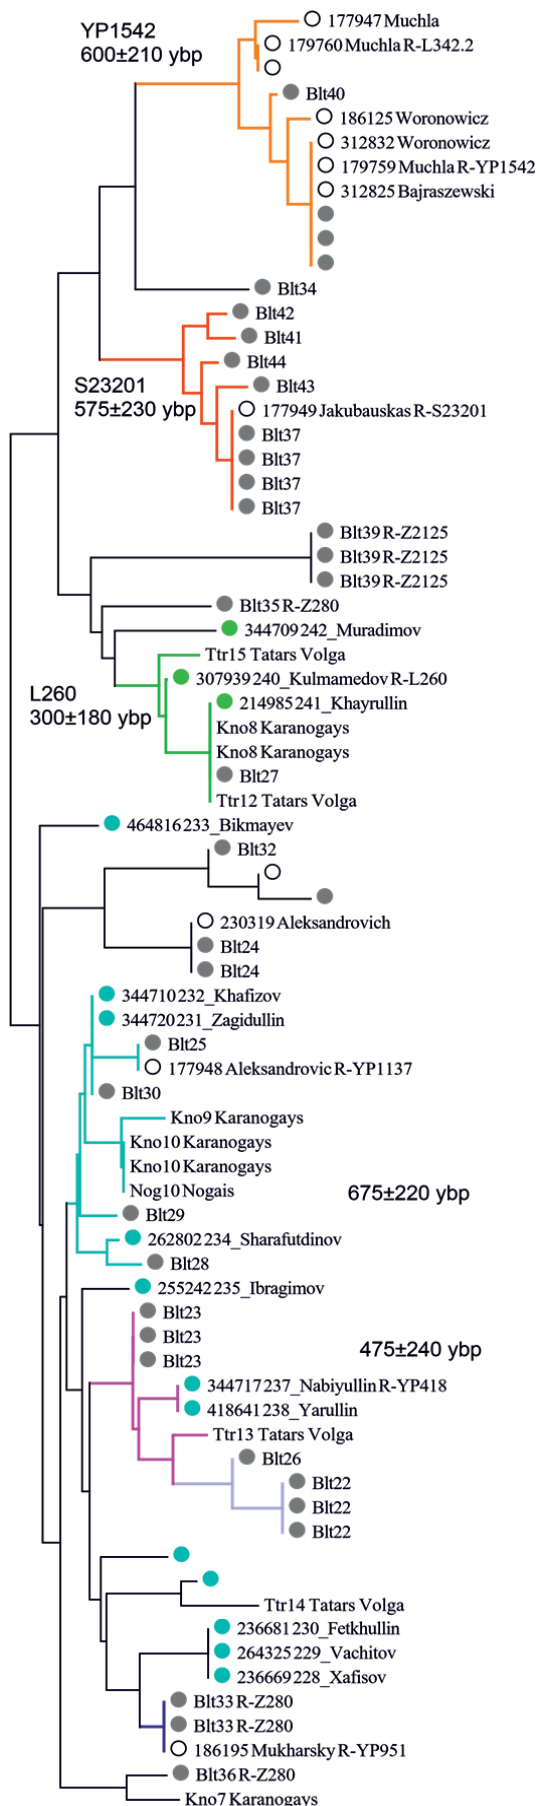 YP1542
600±210 ybp
177947 Muchla
179760 Muchla R-L342.2
Blt40
186125 Woronowicz
312832 Woronowicz
179759 Muchla R-YP1542
312825 Bajraszewski
Blt34
Blt42
Blt41
Blt44
S23201
575±230 ybp
Blt43
177949 Jakubauskas R-S23201
Blt37
Blt37
Blt37
Blt37
Blt39 R-Z2125
Blt39 R-Z2125
Blt39 R-Z2125
Blt35 R-Z280
344709 242_Muradimov
Ttr15 Tatars Volga
307939 240_Kulmamedov R-L260
L260
300±180 ybp
214985 241_Khayrullin
Kno8 Karanogays
Kno8 Karanogays
Blt27
Ttr12 Tatars Volga
464816 233_Bikmayev
Blt32
230319 Aleksandrovich
Blt24
Blt24
344710 232_Khafizov
344720 231_Zagidullin
Blt25
177948 Aleksandrovic R-YP1137
Blt30
Kno9 Karanogays
Kno10 Karanogays
Kno10 Karanogays
Nog10 Nogais
675±220 ybp
Blt29
262802 234_Sharafutdinov
Blt28
255242 235_Ibragimov
Blt23
Blt23
475±240 ybp
Blt23
344717 237_Nabiyullin R-YP418
418641 238_Yarullin
Ttr13 Tatars Volga
Blt26
Blt22
Blt22
Blt22
Ttr14 Tatars Volga
236681 230_Fetkhullin
264325 229_Vachitov
236669 228_Xafisov
Blt33 R-Z280
Blt33 R-Z280
186195 Mukharsky R-YP951
Blt36 R-Z280
Kno7 Karanogays